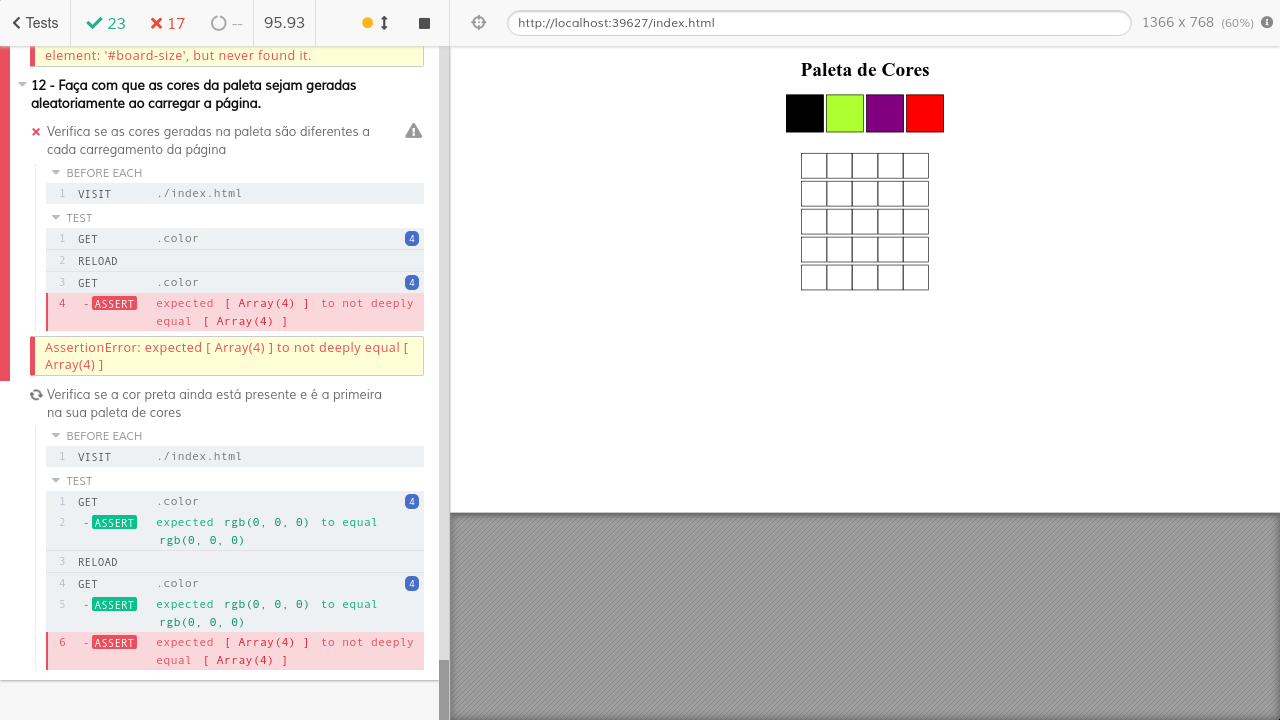 Tests 23 17 -- 95.93
http://localhost:39627/index.html 1366 x 768 (60%)
element: '#board-size', but never found it.
12 - Faça com que as cores da paleta sejam geradas
aleatoriamente ao carregar a página.
Verifica se as cores geradas na paleta são diferentes a
cada carregamento da página
BEFORE EACH
1 VISIT ./index.html
TEST
1 GET .color 4
2 RELOAD
3 GET .color 4
4 -ASSERT expected [ Array(4) ] to not deeply
equal [ Array(4) ]
AssertionError: expected [ Array(4) ] to not deeply equal [
Array(4) ]
Verifica se a cor preta ainda está presente e é a primeira
na sua paleta de cores
BEFORE EACH
1 VISIT ./index.html
TEST
1 GET .color 4
2 -ASSERT expected rgb(0, 0, 0) to equal
rgb(0, 0, 0)
3 RELOAD
4 GET .color 4
5 -ASSERT expected rgb(0, 0, 0) to equal
rgb(0, 0, 0)
6 -ASSERT expected [ Array(4) ] to not deeply
equal [ Array(4) ]
Paleta de Cores